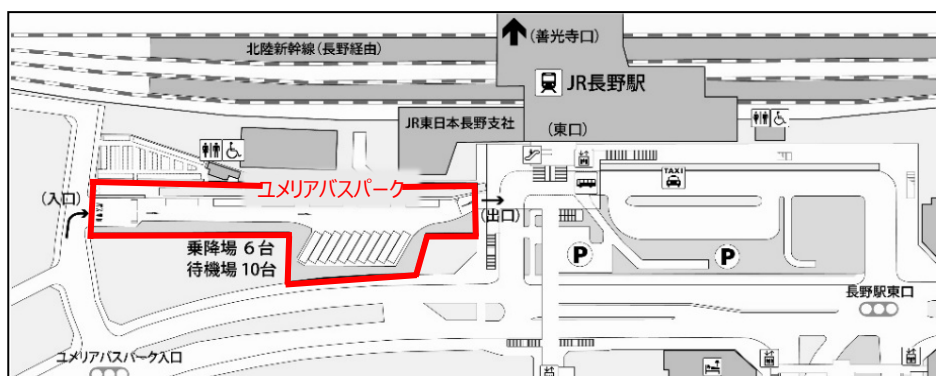 (善光寺口)
北陸新幹線(長野経由)
JR長野駅
JR東日本長野支社
(東口)
TAXI
ユメリアバスパーク
(入口)
(出口)
乗降場 6台
待機場 10台
P
P
長野駅東口
ユメリアバスパーク入口